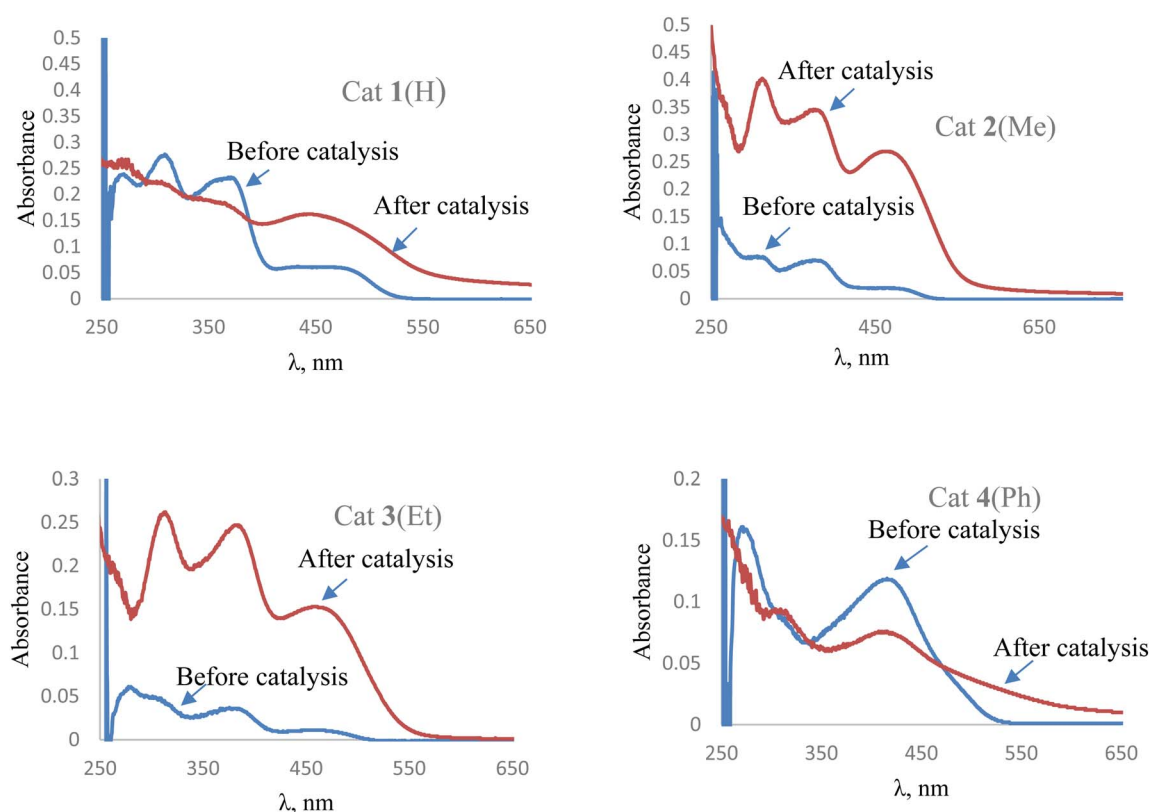 0.5
0.45
0.4
0.35
0.3
0.25
0.2
0.15
0.1
0.05
0
Absorbance
Cat 1(H)
Before catalysis
After catalysis
250 350 450 550 650
λ, nm
0.5
0.45
0.4
0.35
0.3
0.25
0.2
0.15
0.1
0.05
0
Absorbance
After catalysis
Cat 2(Me)
Before catalysis
250 450 650
λ, nm
0.3
0.25
0.2
0.15
0.1
0.05
0
Absorbance
Cat 3(Et)
After catalysis
Before catalysis
250 350 450 550 650
λ, nm
0.2
0.15
0.1
0.05
0
Absorbance
Cat 4(Ph)
Before catalysis
After catalysis
250 350 450 550 650
λ, nm